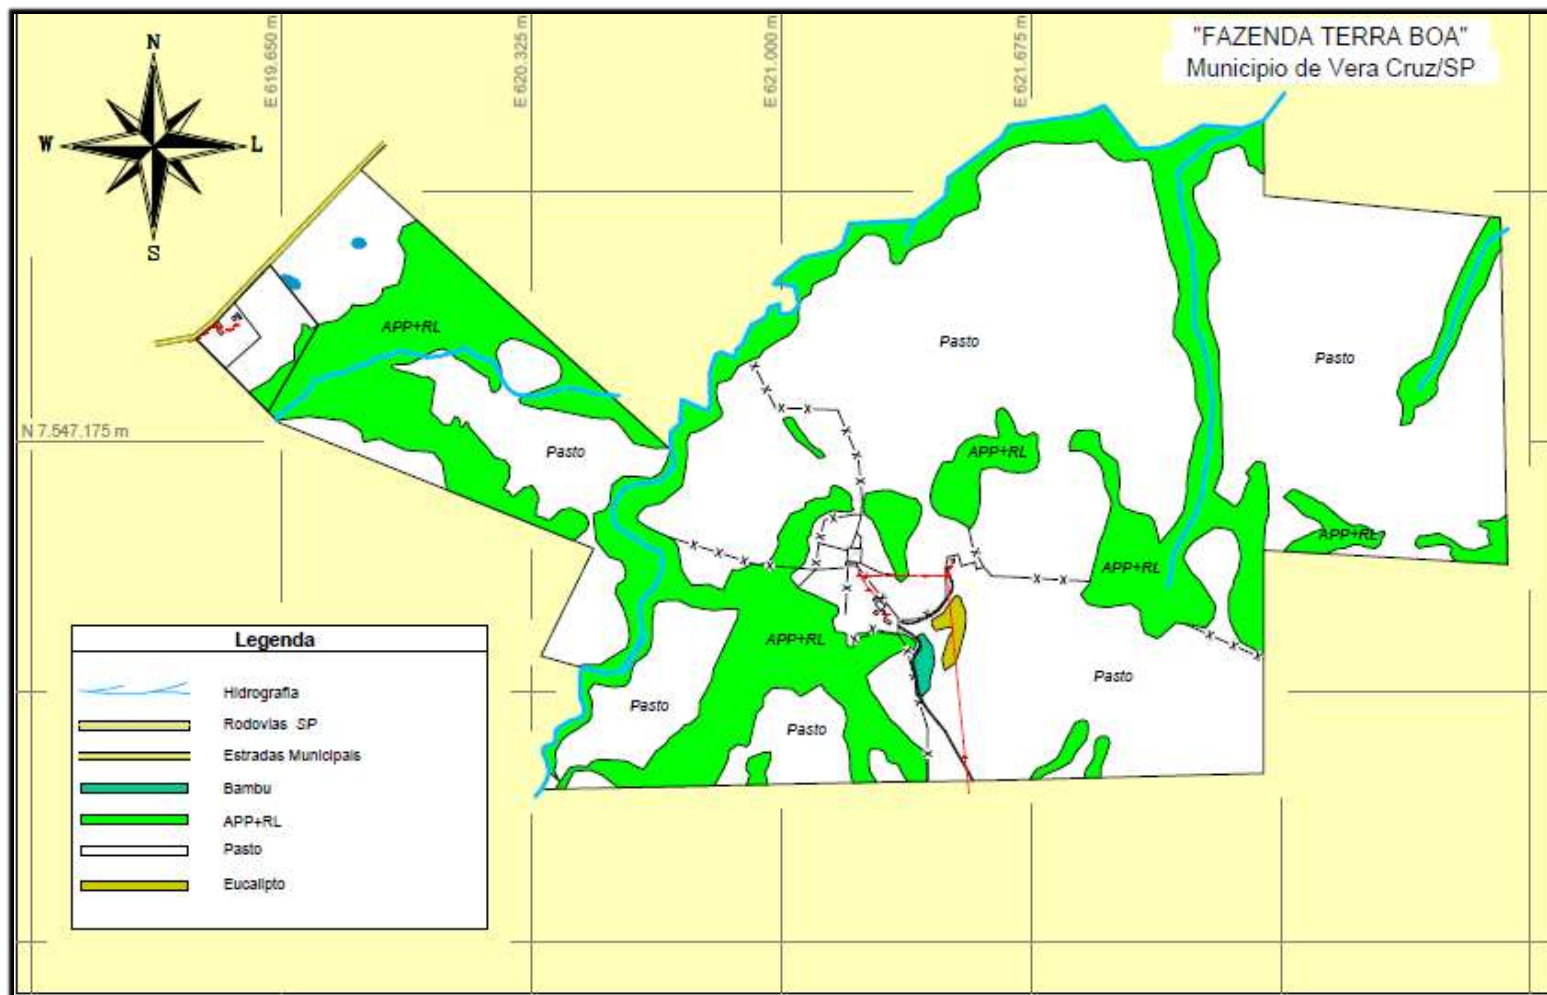 "FAZENDA TERRA BOA"
Municipio de Vera Cruz/SP
E 619.650 m
E 620.325 m
E 621.000 m
E 621.675 m
N
W
L
S
APP+RL
Pasto
Pasto
Pasto
N 7.547.175 m
APP+RL
APP+RL
APP+RL
APP+RL
Pasto
Pasto
Pasto
Legenda
Hidrografia
Rodovias SP
Estradas Municipais
Bambu
APP+RL
Pasto
Eucalipto